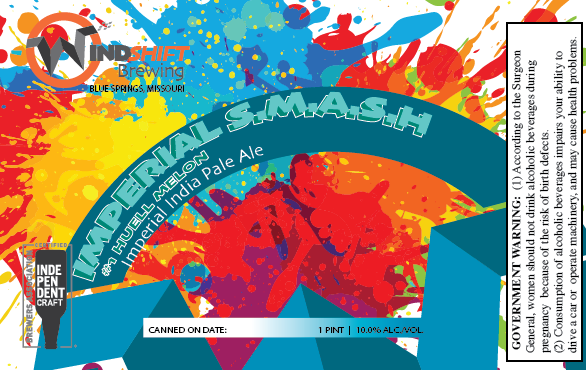 WINDSHIFT
Brewing
BLUE SPRINGS, MISSOURI
IMPERIAL S.M.A.S.H
#1 HUELL MELON
Imperial India Pale Ale
CERTIFIED
BREWERS ASSOCIATION
INDE
PEN
DENT
CRAFT
CANNED ON DATE:
1 PINT | 10.0% ALC./VOL.
GOVERNMENT WARNING: (1) According to the Surgeon
General, women should not drink alcoholic beverages during
pregnancy because of the risk of birth defects.
(2) Consumption of alcoholic beverages impairs your ability to
drive a car or operate machinery, and may cause health problems.